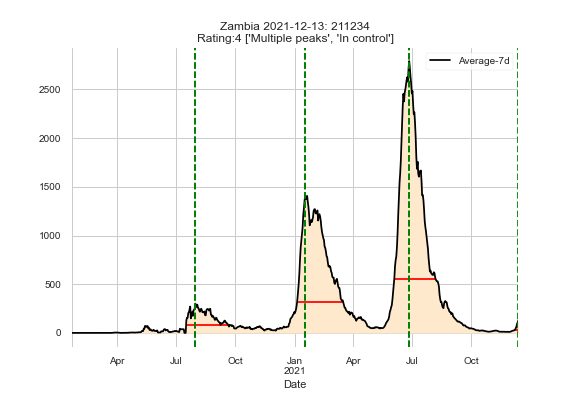 Zambia 2021-12-13: 211234
Rating:4 ['Multiple peaks', 'In control']
Average-7d
2500
2000
1500
1000
500
0
Apr Jul Oct Jan Apr Jul Oct
2021
Date